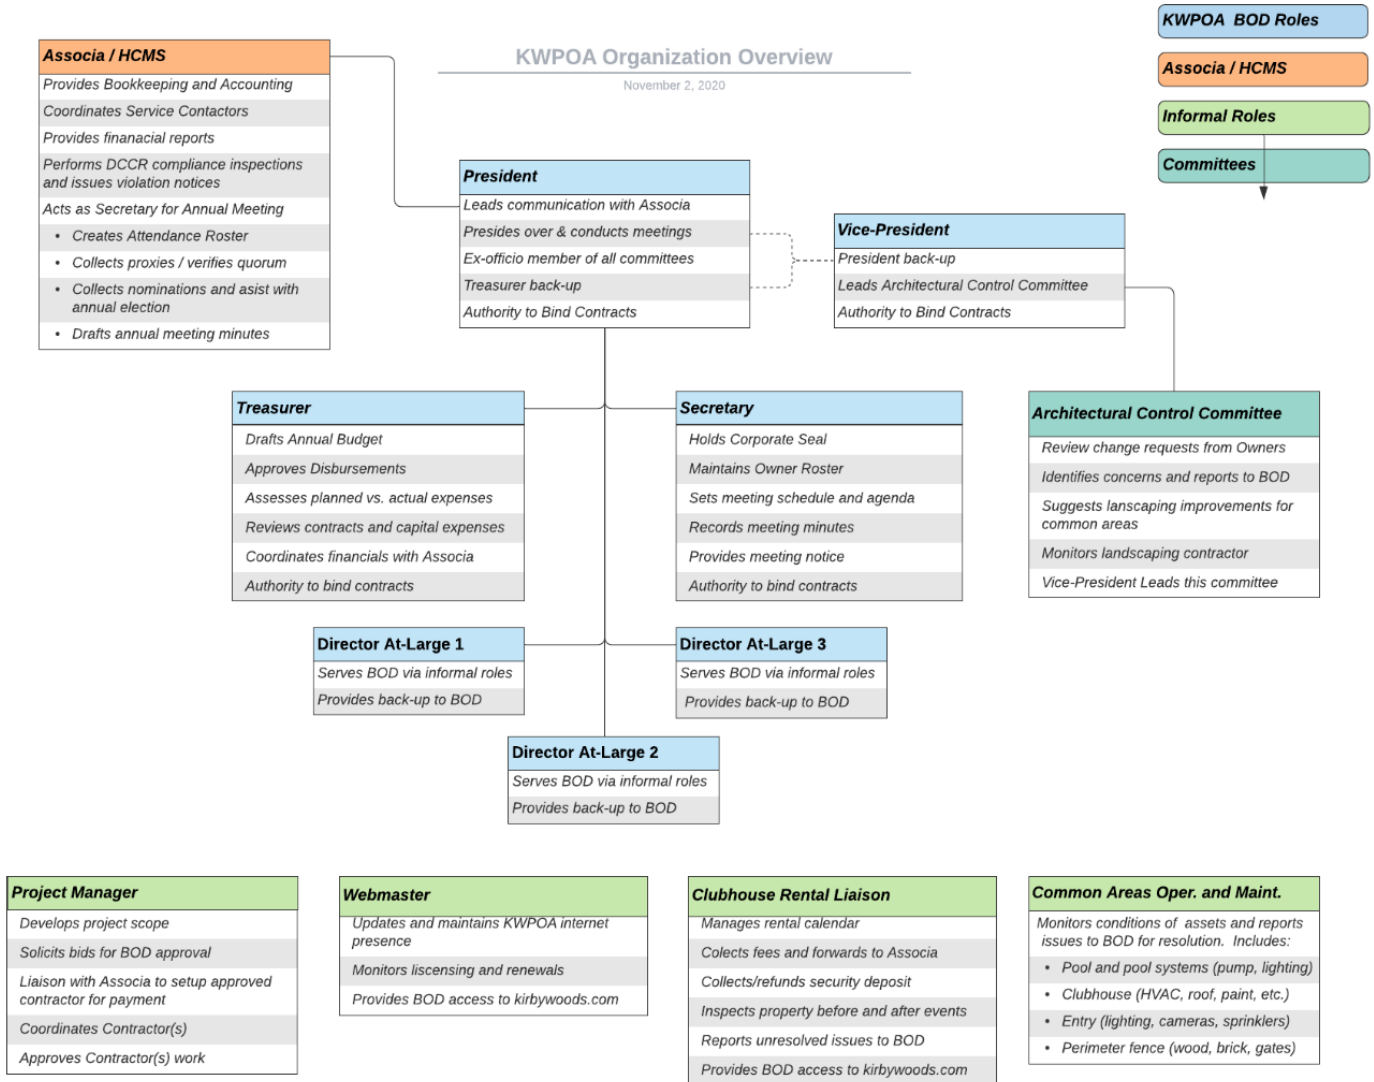 KWPOA Organization Overview
November 2, 2020
KWPOA  BOD Roles
Associa / HCMS
Informal Roles
Committees
Associa / HCMS
Provides Bookkeeping and Accounting
Coordinates Service Contactors
Provides finanacial reports
Performs DCCR compliance inspections
and issues violation notices
Acts as Secretary for Annual Meeting
• Creates Attendance Roster
• Collects proxies / verifies quorum
• Collects nominations and asist with
annual election
• Drafts annual meeting minutes
President
Leads communication with Associa
Presides over & conducts meetings
Ex-officio member of all committees
Treasurer back-up
Authority to Bind Contracts
Vice-President
President back-up
Leads Architectural Control Committee
Authority to Bind Contracts
Treasurer
Drafts Annual Budget
Approves Disbursements
Assesses planned vs. actual expenses
Reviews contracts and capital expenses
Coordinates financials with Associa
Authority to bind contracts
Secretary
Holds Corporate Seal
Maintains Owner Roster
Sets meeting schedule and agenda
Records meeting minutes
Provides meeting notice
Authority to bind contracts
Architectural Control Committee
Review change requests from Owners
Identifies concerns and reports to BOD
Suggests lanscaping improvements for
common areas
Monitors landscaping contractor
Vice-President Leads this committee
Director At-Large 1
Serves BOD via informal roles
Provides back-up to BOD
Director At-Large 3
Serves BOD via informal roles
Provides back-up to BOD
Director At-Large 2
Serves BOD via informal roles
Provides back-up to BOD
Project Manager
Develops project scope
Solicits bids for BOD approval
Liaison with Associa to setup approved
contractor for payment
Coordinates Contractor(s)
Approves Contractor(s) work
Webmaster
Updates and maintains KWPOA internet
presence
Monitors liscensing and renewals
Provides BOD access to kirbywoods.com
Clubhouse Rental Liaison
Manages rental calendar
Colects fees and forwards to Associa
Collects/refunds security deposit
Inspects property before and after events
Reports unresolved issues to BOD
Provides BOD access to kirbywoods.com
Common Areas Oper. and Maint.
Monitors conditions of  assets and reports
issues to BOD for resolution.  Includes:
• Pool and pool systems (pump, lighting)
• Clubhouse (HVAC, roof, paint, etc.)
• Entry (lighting, cameras, sprinklers)
• Perimeter fence (wood, brick, gates)